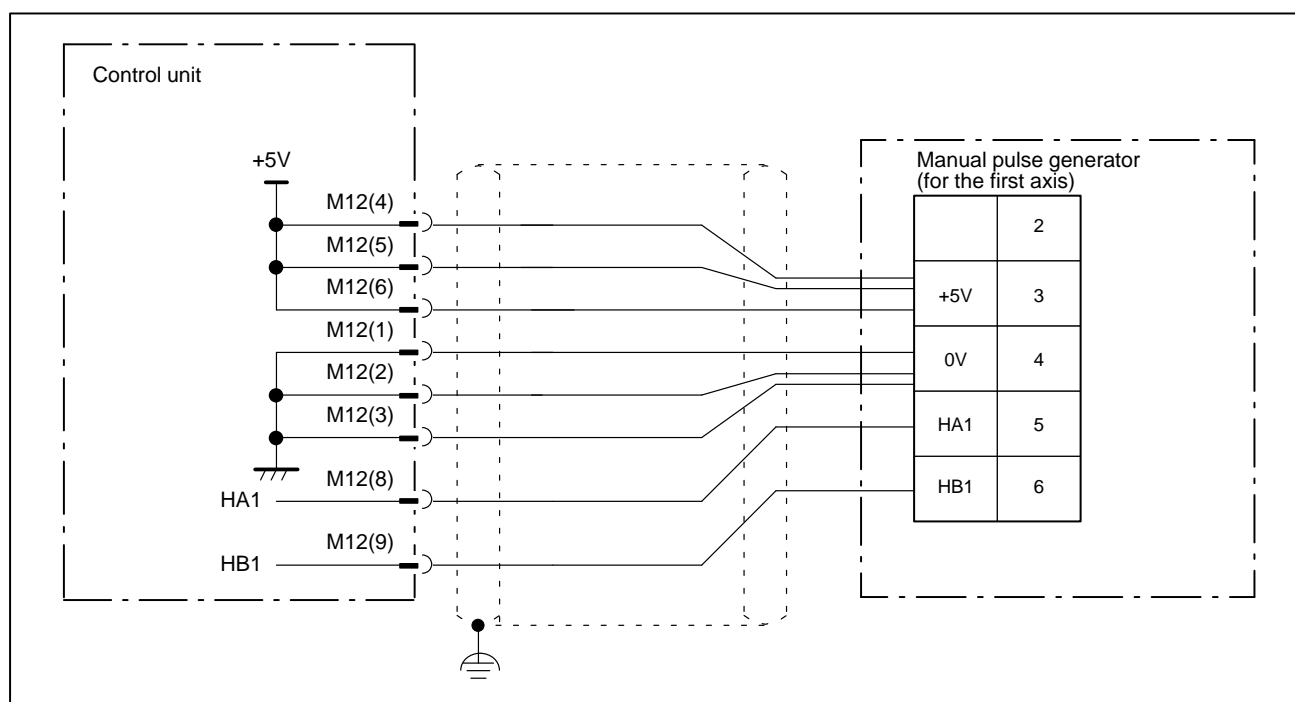 Control unit
+5V
M12(4)
M12(5)
M12(6)
M12(1)
M12(2)
M12(3)
M12(8)
HA1
M12(9)
HB1
Manual pulse generator
(for the first axis)
2
+5V 3
0V 4
HA1 5
HB1 6